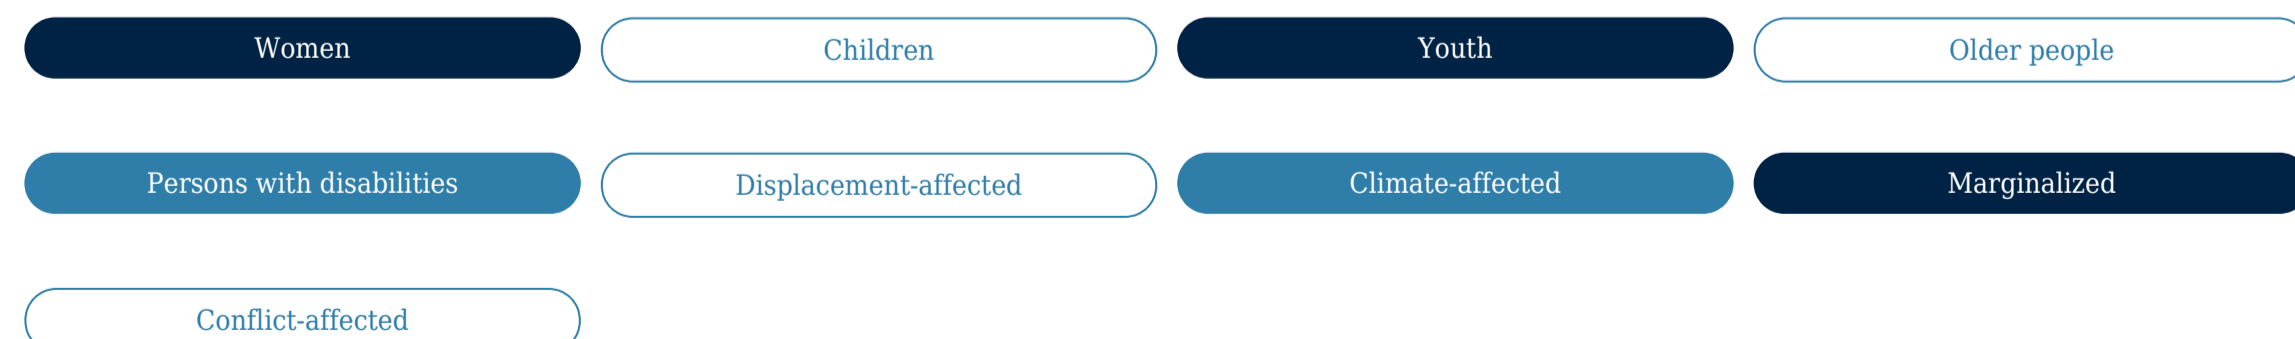 Women
Children
Youth
Older people
Persons with disabilities
Displacement-affected
Climate-affected
Marginalized
Conflict-affected